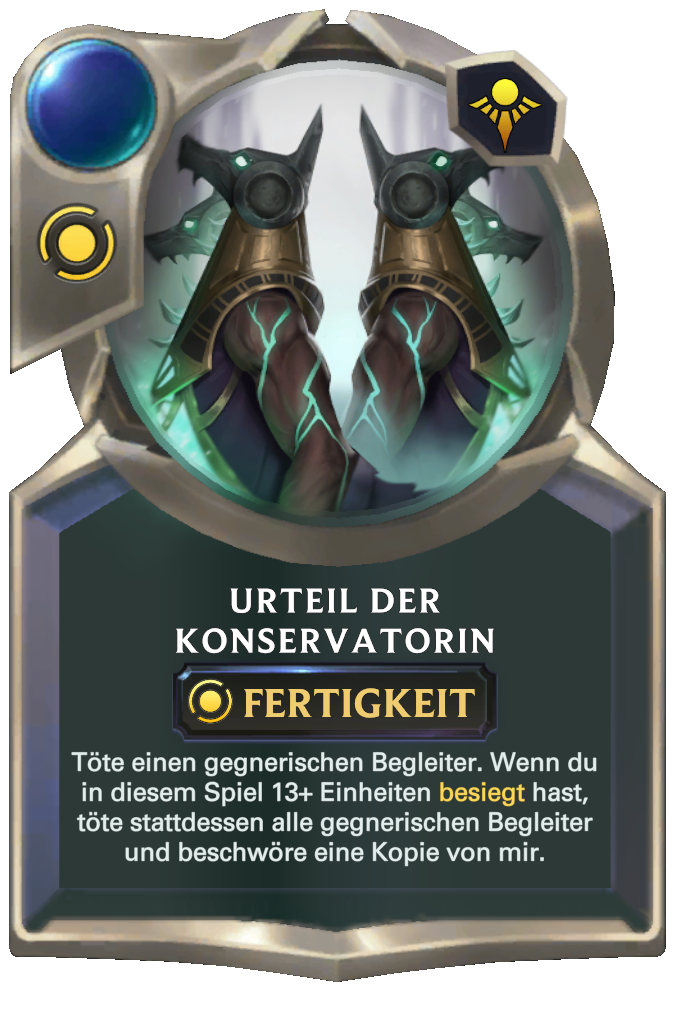 URTEIL DER
KONSERVATORIN
FERTIGKEIT
Töte einen gegnerischen Begleiter. Wenn du
in diesem Spiel 13+ Einheiten besiegt hast,
töte stattdessen alle gegnerischen Begleiter
und beschwöre eine Kopie von mir.